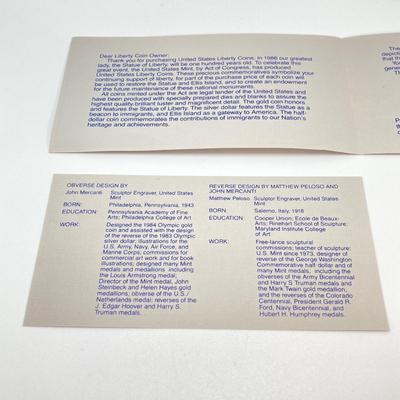 Dear Liberty Coin Owner:
Thank you for purchasing United States Liberty Coins. In 1986 our greatest
lady, the Statue of Liberty, will be one hundred years old. To celebrate this
great event, the United States Mint, by Act of Congress, has produced
these coins. These precious commemoratives symbolize your
continuing support of liberty, for part of the purchase price of each coin will
be used to restore the Statue and Ellis Island, and to create an endowment
for the future maintenance of these national monuments.
All coins minted under the Act are legal tender of the United States and
have been produced with specially prepared dies and blanks to assure the
highest quality, brilliant luster and magnificent detail. The gold coin honors
and features the Statue of Liberty. The silver dollar features the Statue as a
beacon to immigrants, and Ellis Island as a gateway to America. The half-
dollar coin commemorates the contributions of immigrants to our Nation's
heritage and achievements.
OBVERSE DESIGN BY
John Mercanti Sculptor Engraver, United States
Mint
BORN: Philadelphia, Pennsylvania, 1943
EDUCATION: Pennsylvania Academy of Fine
Arts; Philadelphia College of Art
WORK: Designed the 1984 Olympic gold
coin and assisted with the design
of the reverse of the 1983 Olympic
silver dollar; illustrations for the
U.S. Army, Navy, Air Force, and
Marine Corps; commissions for
commercial art work and for book
illustrations; designed many Mint
medals and medallions including
the Louis Armstrong medal;
Director of the Mint medal, John
Steinbeck and Helen Hayes gold
medallions; obverse of the U.S./
Netherlands medal; reverses of the
J. Edgar Hoover and Harry S.
Truman medals.
REVERSE DESIGN BY MATTHEW PELOSO AND
JOHN MERCANTI
Matthew Peloso Sculptor Engraver, United States
Mint
BORN: Salerno, Italy, 1916
EDUCATION: Cooper Union; Ecole de Beaux-
Arts; Rinehart School of Sculpture;
Maryland Institute College
of Art
WORK: Free-lance sculptural
commissions; teacher of sculpture;
U.S. Mint since 1973, designer of
reverse of the George Washington
Commemorative half dollar and of
many Mint medals, including the
obverses of the Army Bicentennial and
Harry S Truman medals and
the Mark Twain gold medallion,
and the reverses of the Colorado
Centennial, President Gerald R.
Ford, Navy Bicentennial, and
Hubert H. Humphrey medals.